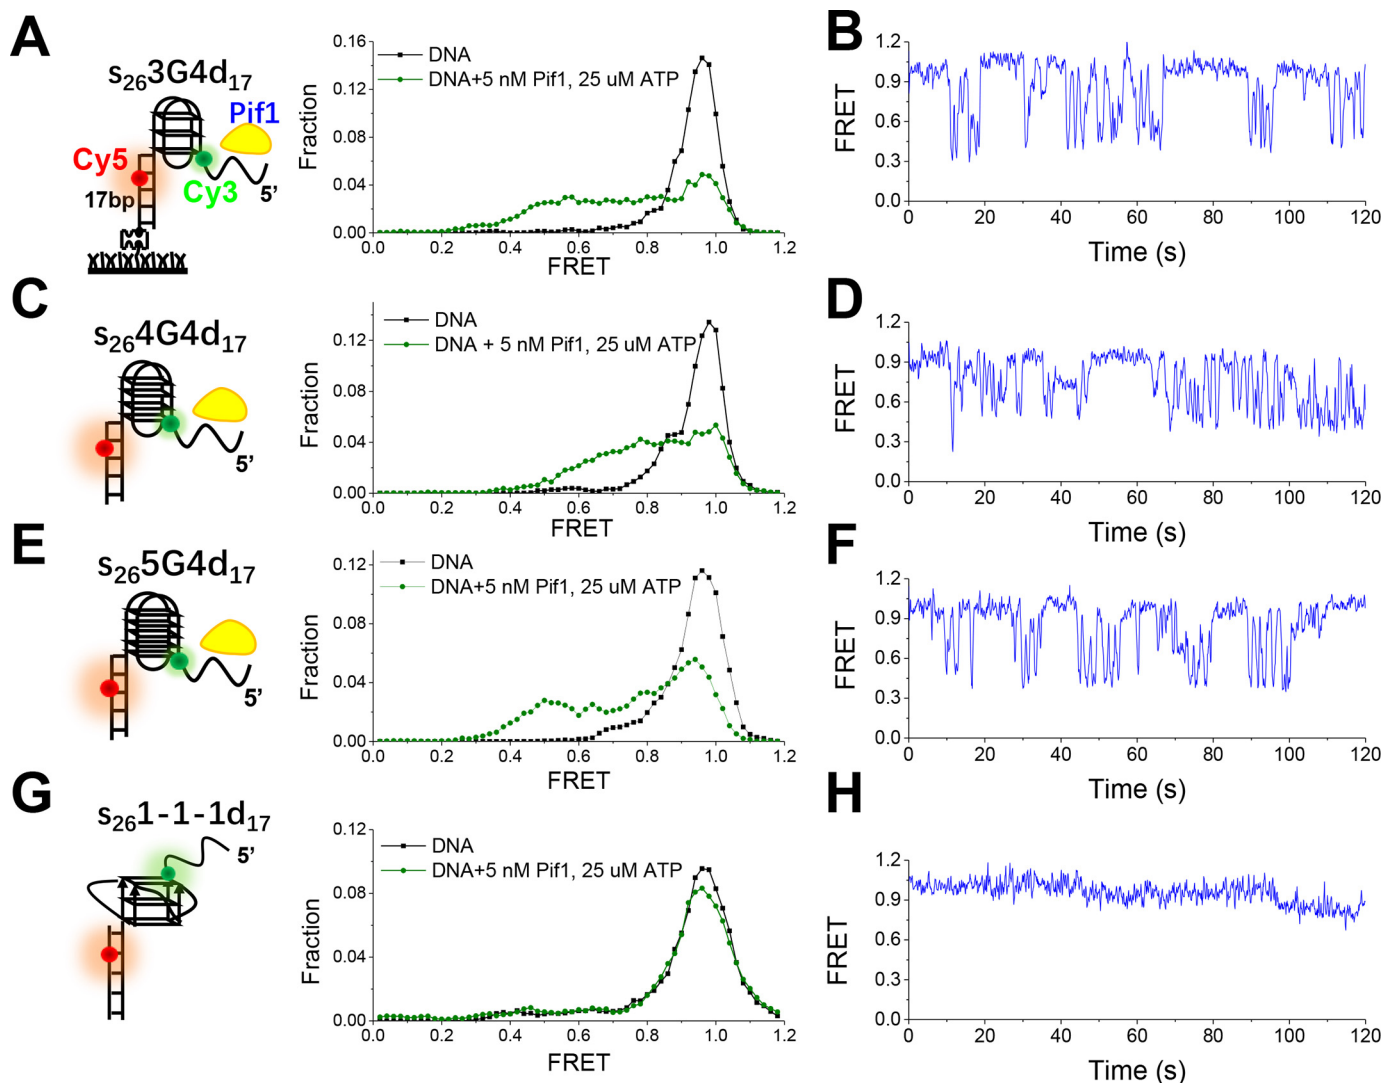 A
s₂₆3G4d₁₇
Pif1
Cy5
17bp
Cy3
5’
0.16
0.12
0.08
0.04
0.00
Fraction
DNA
DNA+5 nM Pif1, 25 uM ATP
0.0 0.2 0.4 0.6 0.8 1.0 1.2
FRET
B
1.2
0.9
0.6
0.3
0.0
FRET
0 20 40 60 80 100 120
Time (s)
C
s₂₆4G4d₁₇
5’
0.12
0.08
0.04
0.00
Fraction
DNA
DNA + 5 nM Pif1, 25 uM ATP
0.0 0.2 0.4 0.6 0.8 1.0 1.2
FRET
D
1.2
0.9
0.6
0.3
0.0
FRET
0 20 40 60 80 100 120
Time (s)
E
s₂₆5G4d₁₇
5’
0.12
0.08
0.04
0.00
Fraction
DNA
DNA+5 nM Pif1, 25 uM ATP
0.0 0.2 0.4 0.6 0.8 1.0 1.2
FRET
F
1.2
0.9
0.6
0.3
0.0
FRET
0 20 40 60 80 100 120
Time (s)
G
s₂₆1-1-1d₁₇
5’
0.12
0.08
0.04
0.00
Fraction
DNA
DNA+5 nM Pif1, 25 uM ATP
0.0 0.2 0.4 0.6 0.8 1.0 1.2
FRET
H
1.2
0.9
0.6
0.3
0.0
FRET
0 20 40 60 80 100 120
Time (s)